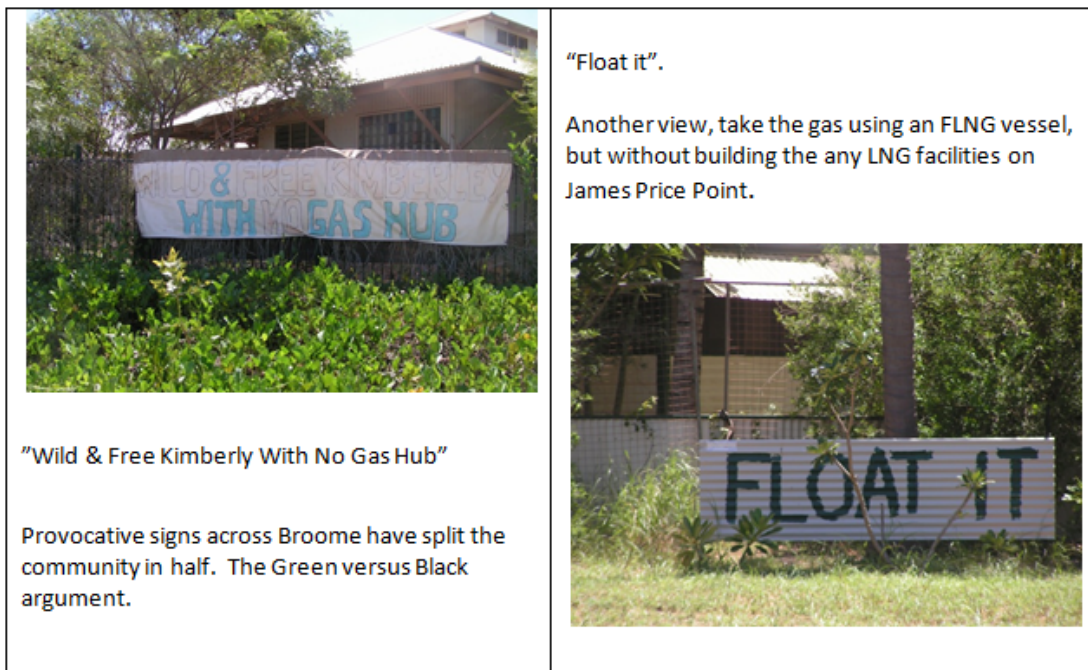 WILD & FREE KIMBERLEY
WITH NO GAS HUB
”Wild & Free Kimberly With No Gas Hub”
Provocative signs across Broome have split the
community in half. The Green versus Black
argument.
“Float it”.
Another view, take the gas using an FLNG vessel,
but without building the any LNG facilities on
James Price Point.
FLOAT IT